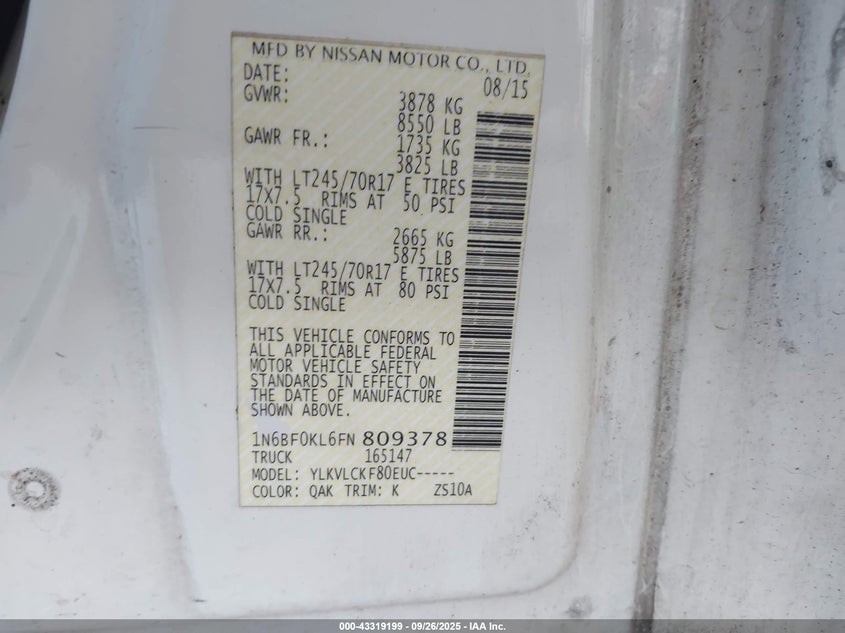 MFD BY NISSAN MOTOR CO., LTD.
DATE: 08/15
GVWR: 3878 KG
8550 LB
GAWR FR.: 1735 KG
3825 LB
WITH LT245/70R17 E TIRES
17X7.5 RIMS AT 50 PSI
COLD SINGLE
GAWR RR.: 2665 KG
5875 LB
WITH LT245/70R17 E TIRES
17X7.5 RIMS AT 80 PSI
COLD SINGLE
THIS VEHICLE CONFORMS TO
ALL APPLICABLE FEDERAL
MOTOR VEHICLE SAFETY
STANDARDS IN EFFECT ON
THE DATE OF MANUFACTURE
SHOWN ABOVE.
1N6BF0KL6FN 809378
TRUCK 165147
MODEL: YLKVLCKF80EUC-----
COLOR: QAK TRIM: K ZS10A
000-43319199 - 09/26/2025 - IAA Inc.